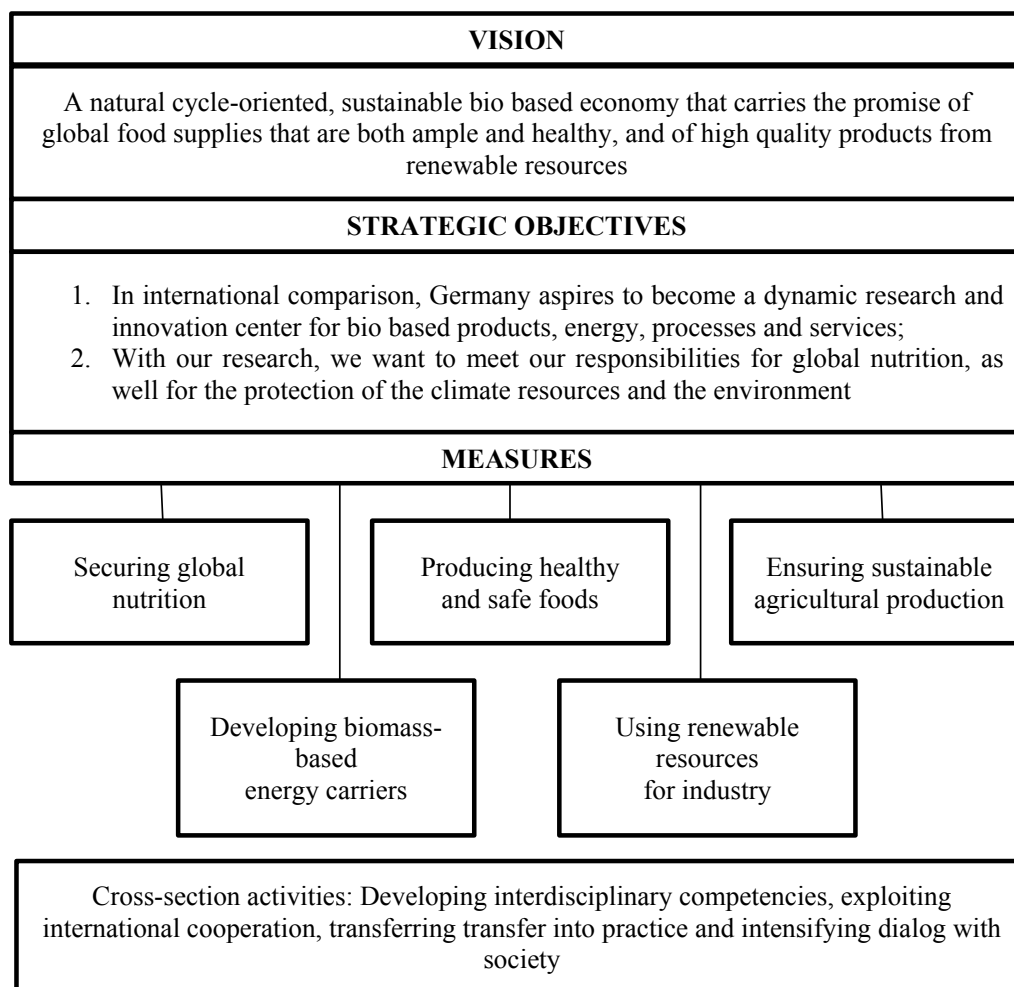 VISION
A natural cycle-oriented, sustainable bio based economy that carries the promise of
global food supplies that are both ample and healthy, and of high quality products from
renewable resources
STRATEGIC OBJECTIVES
1. In international comparison, Germany aspires to become a dynamic research and
innovation center for bio based products, energy, processes and services;
2. With our research, we want to meet our responsibilities for global nutrition, as
well for the protection of the climate resources and the environment
MEASURES
Securing global
nutrition
Producing healthy
and safe foods
Ensuring sustainable
agricultural production
Developing biomass-
based
energy carriers
Using renewable
resources
for industry
Cross-section activities: Developing interdisciplinary competencies, exploiting
international cooperation, transferring transfer into practice and intensifying dialog with
society